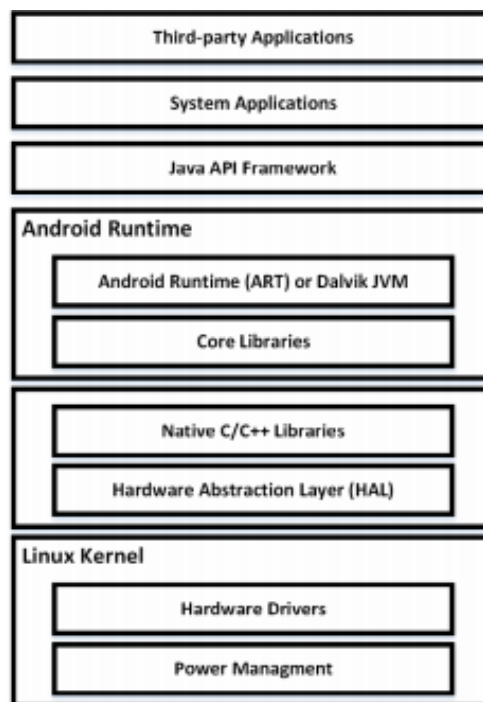 Third-party Applications
System Applications
Java API Framework
Android Runtime
Android Runtime (ART) or Dalvik JVM
Core Libraries
Native C/C++ Libraries
Hardware Abstraction Layer (HAL)
Linux Kernel
Hardware Drivers
Power Managment